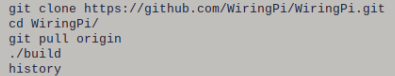 git clone https://github.com/WiringPi/WiringPi.git
cd WiringPi/
git pull origin
./build
history